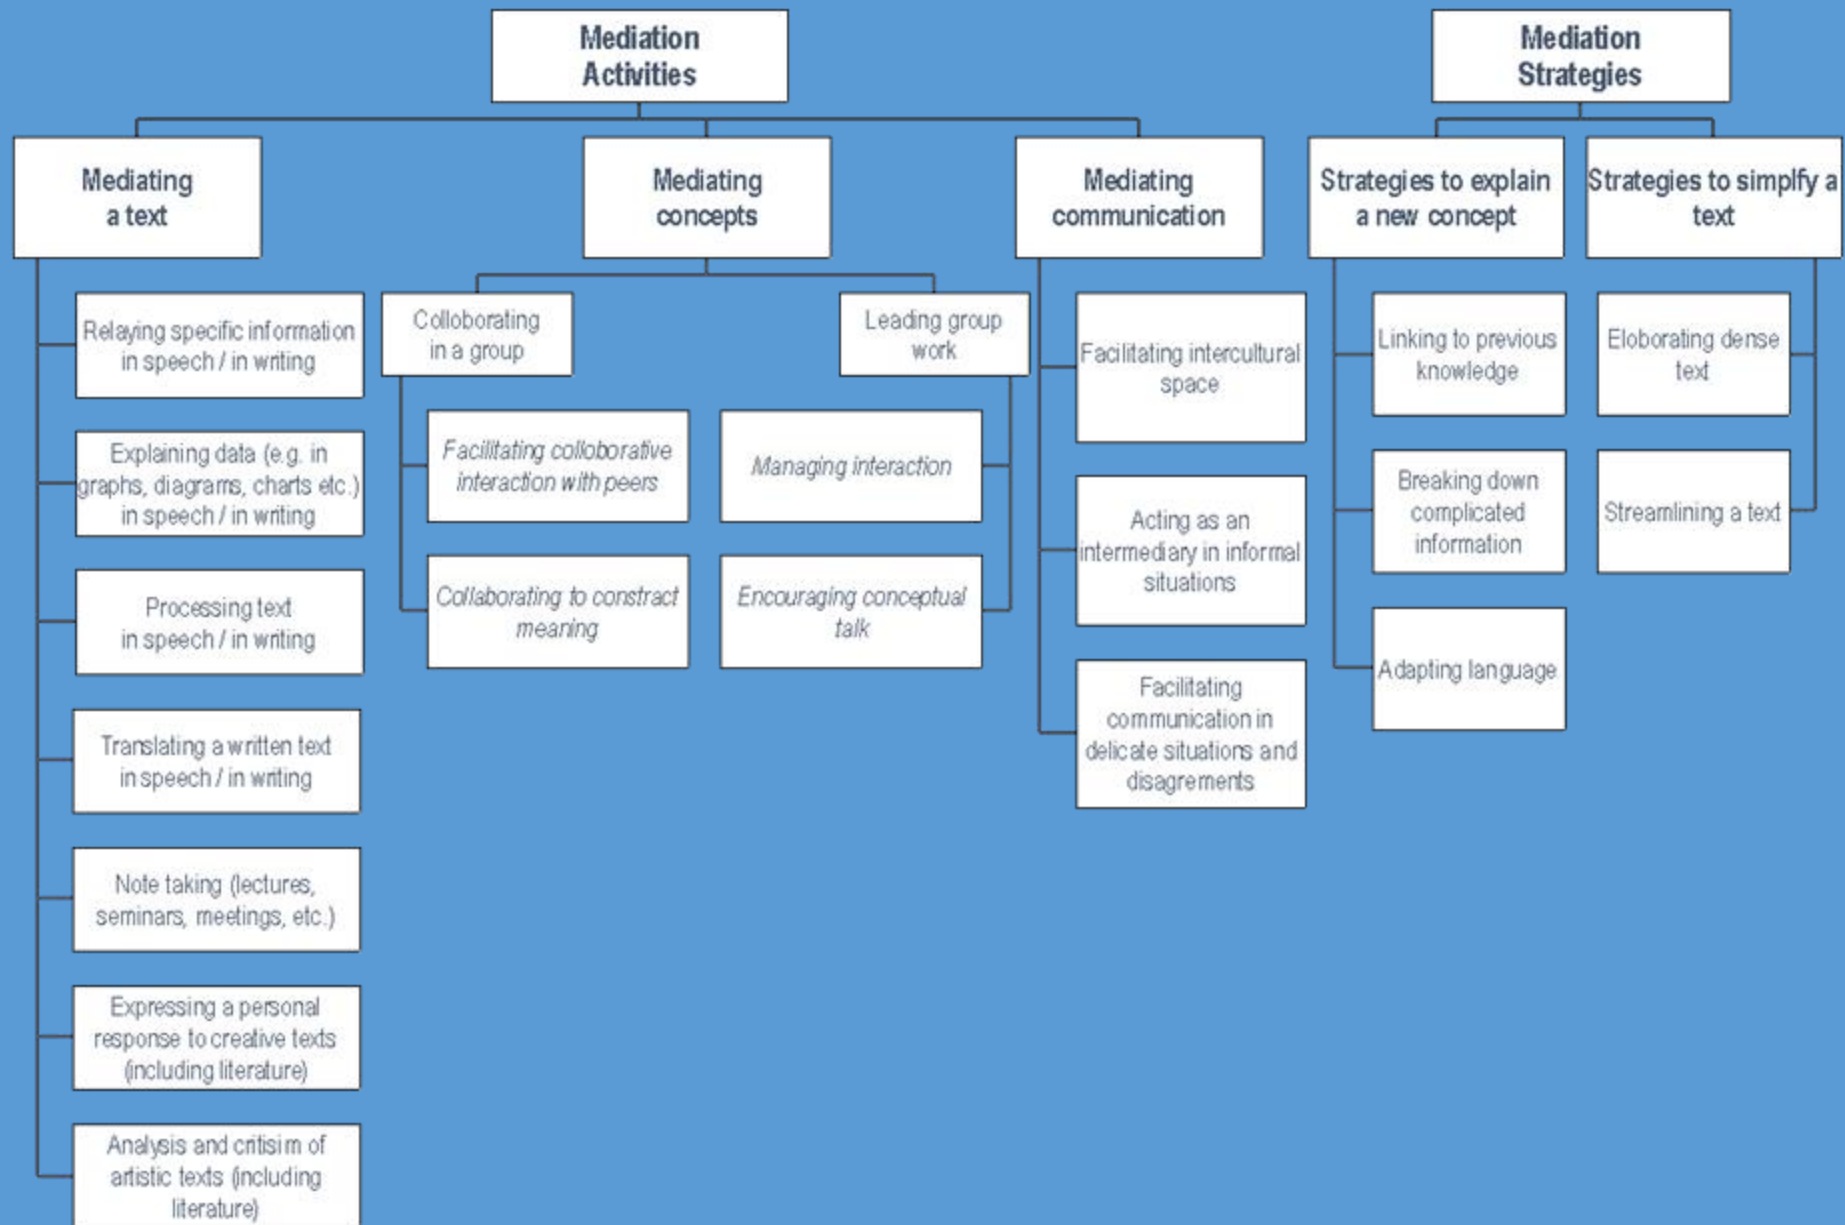 Mediation
Activities
Mediation
Strategies
Mediating
a text
Mediating
concepts
Mediating
communication
Strategies to explain
a new concept
Strategies to simplfy a
text
Relaying specific information
in speech / in writing
Explaining data (e.g. in
graphs, diagrams, charts etc.)
in speech / in writing
Processing text
in speech / in writing
Translating a written text
in speech / in writing
Note taking (lectures,
seminars, meetings, etc.)
Expressing a personal
response to creative texts
(including literature)
Analysis and critisim of
artistic texts (including
literature)
Colloborating
in a group
Facilitating collaborative
interaction with peers
Collaborating to constract
meaning
Leading group
work
Managing interaction
Encouraging conceptual
talk
Facilitating intercultural
space
Acting as an
intermediary in informal
situations
Facilitating
communication in
delicate situations and
disagrements
Linking to previous
knowledge
Breaking down
complicated
information
Adapting language
Eloborating dense
text
Streamlining a text